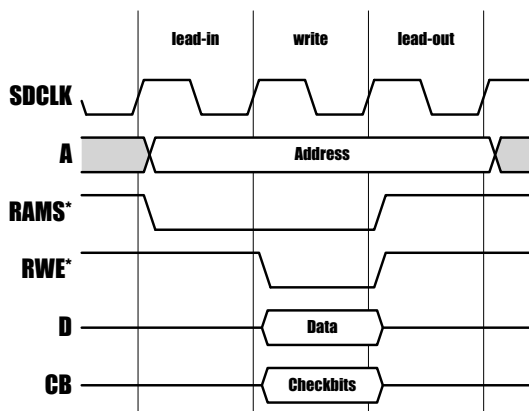 lead-in write lead-out
SDCLK
A Address
RAMS*
RWE*
D Data
CB Checkbits